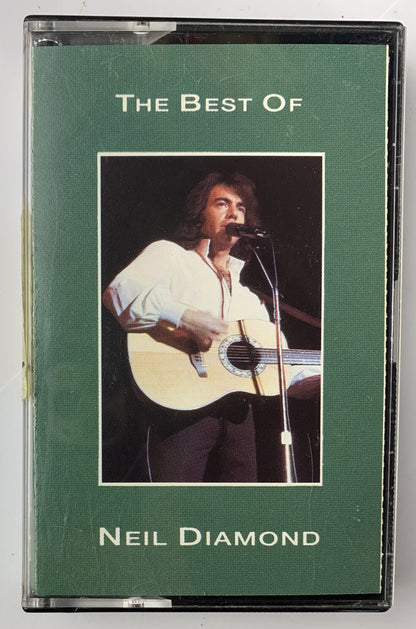 THE BEST OF
NEIL DIAMOND